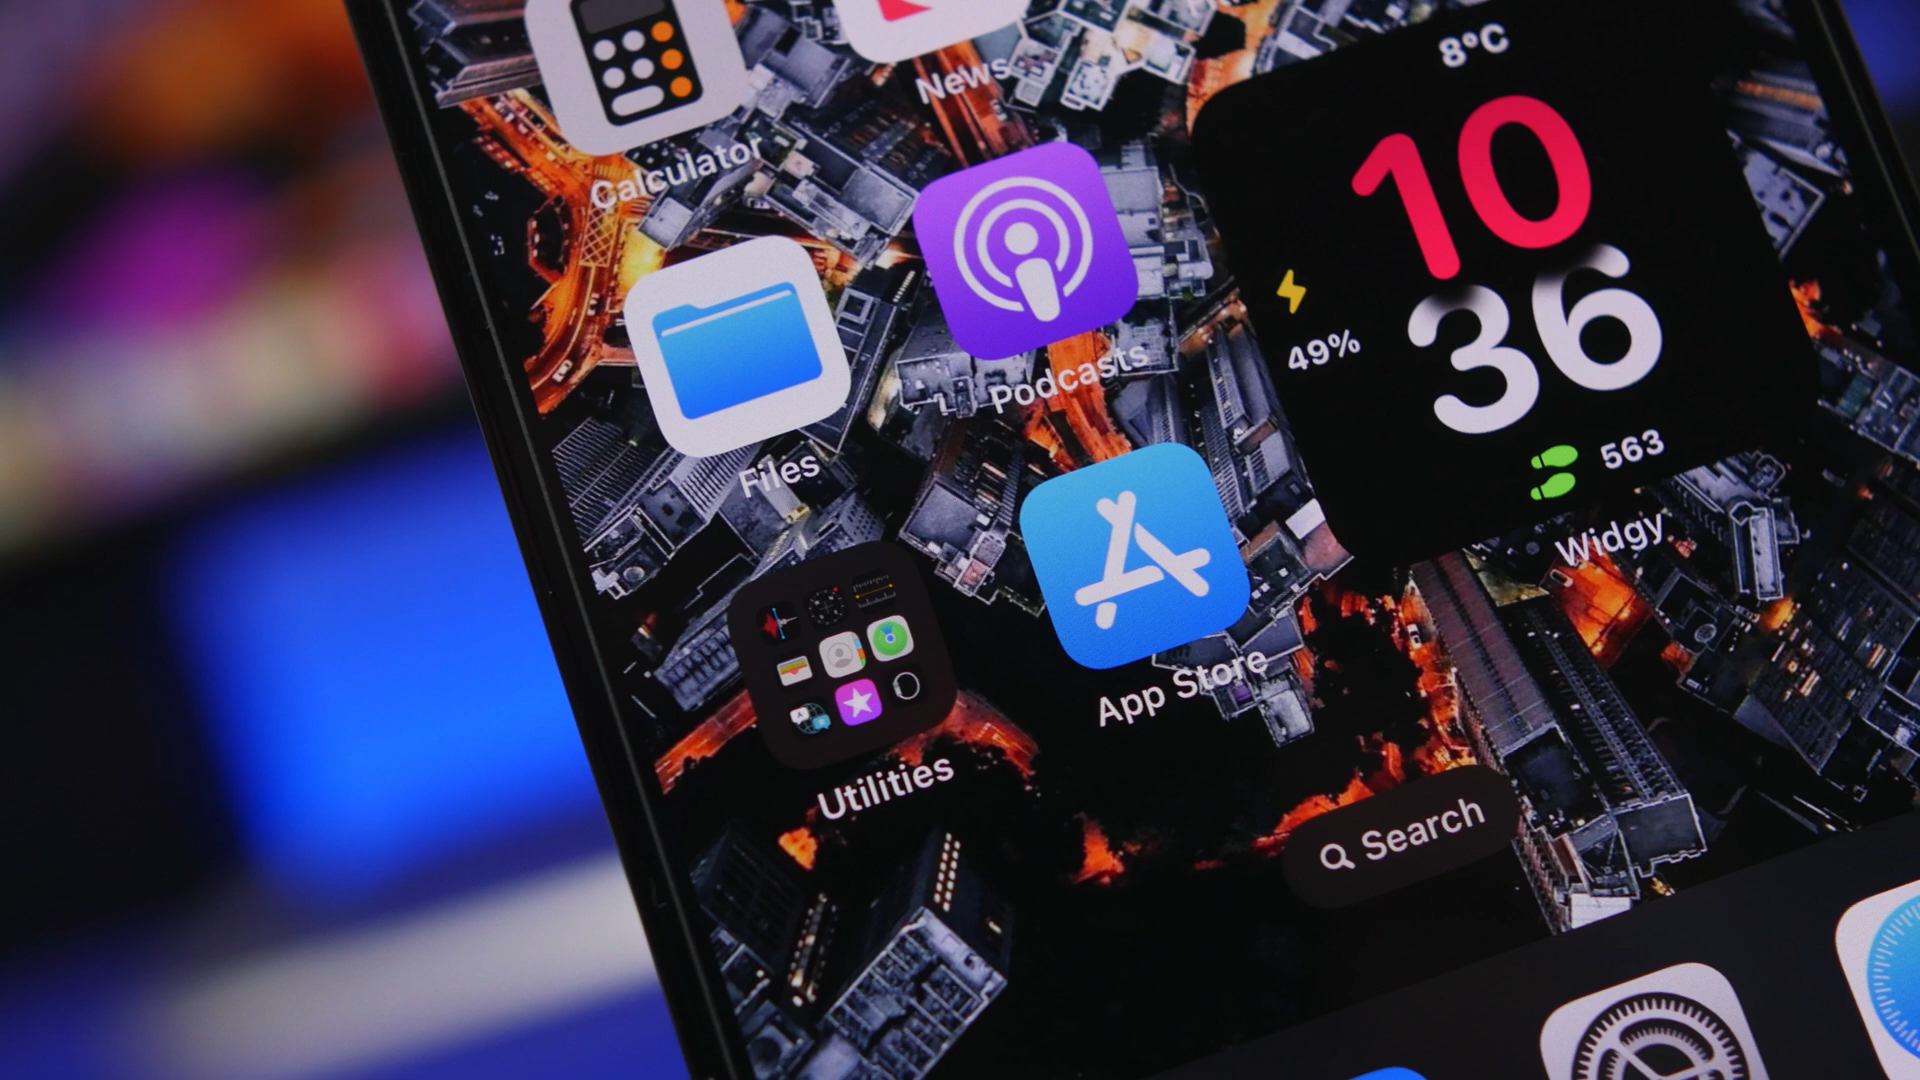 News
Calculator
8°C
10
36
49%
563
Widgy
Podcasts
Files
App Store
Utilities
Search